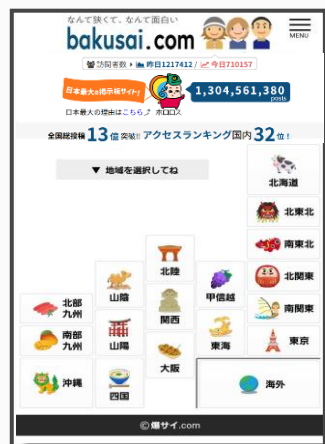 なんて狭くて、なんて面白い
bakusai.com
MENU
訪問者数 昨日1217412 / 今日710157
日本最大の掲示板サイト!
1,304,561,380
posts
日本最大の理由はこちら ホロロス
全国総投稿13億突破!! アクセスランキング国内32位!
▼ 地域を選択してね
北海道
北東北
南東北
北陸
北関東
山陰
甲信越
北部
九州
関西
南関東
南部
九州
山陽
東海
東京
大阪
沖縄
四国
海外
©爆サイ.com